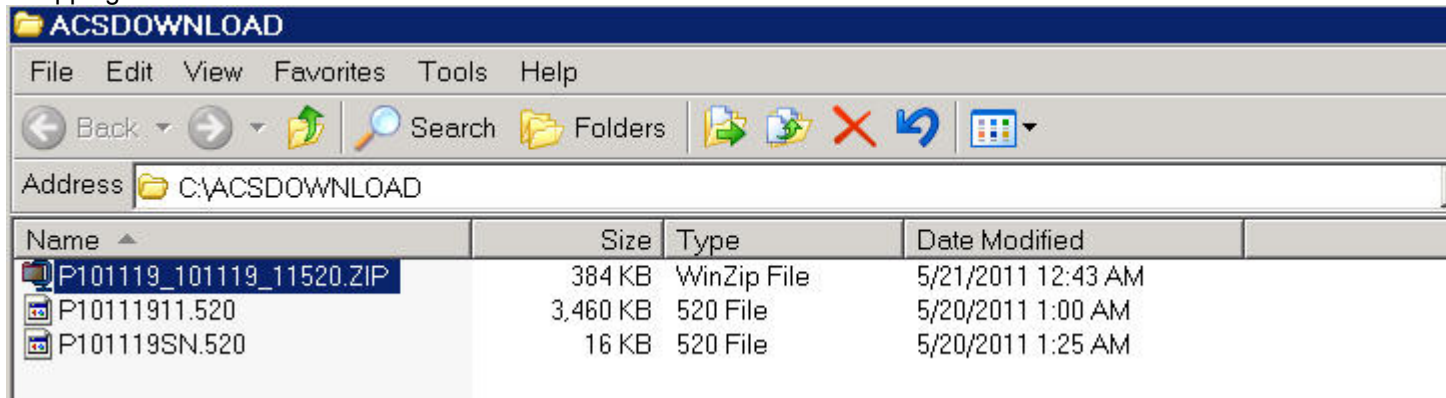 ACSDOWNLOAD
File Edit View Favorites Tools Help
Back Search Folders
Address C:\ACSDOWNLOAD
Name Size Type Date Modified
P101119_101119_11520.ZIP 384 KB WinZip File 5/21/2011 12:43 AM
P10111911.520 3,460 KB 520 File 5/20/2011 1:00 AM
P101119SN.520 16 KB 520 File 5/20/2011 1:25 AM